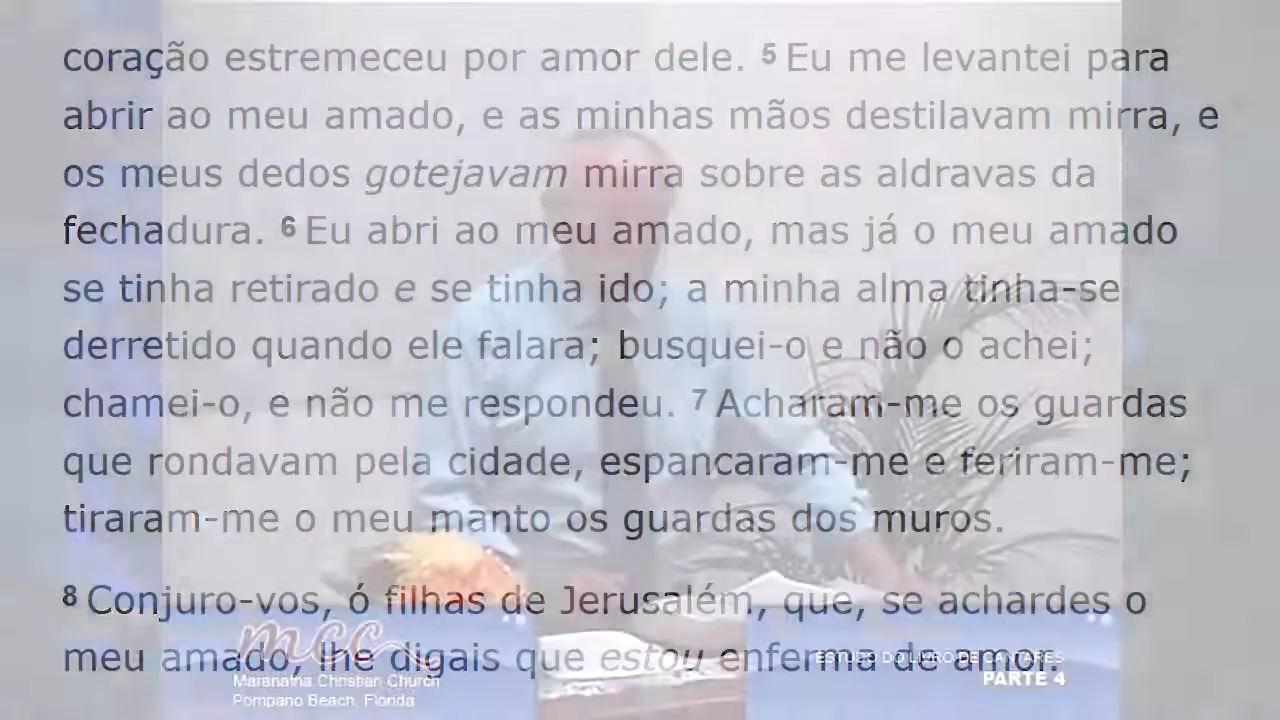 coração estremeceu por amor dele. 5 Eu me levantei para
abrir ao meu amado, e as minhas mãos destilavam mirra, e
os meus dedos gotejavam mirra sobre as aldravas da
fechadura. 6 Eu abri ao meu amado, mas já o meu amado
se tinha retirado e se tinha ido; a minha alma tinha-se
derretido quando ele falara; busquei-o e não o achei;
chamei-o, e não me respondeu. 7 Acharam-me os guardas
que rondavam pela cidade, espancaram-me e feriram-me;
tiraram-me o meu manto os guardas dos muros.
8 Conjuro-vos, ó filhas de Jerusalém, que, se achardes o
meu amado, lhe digais que estou enferma de amor.
mcc
Maranatha Christian Church
Pompano Beach, Florida
ESTUDO DO LIVRO DE CANTARES
PARTE 4